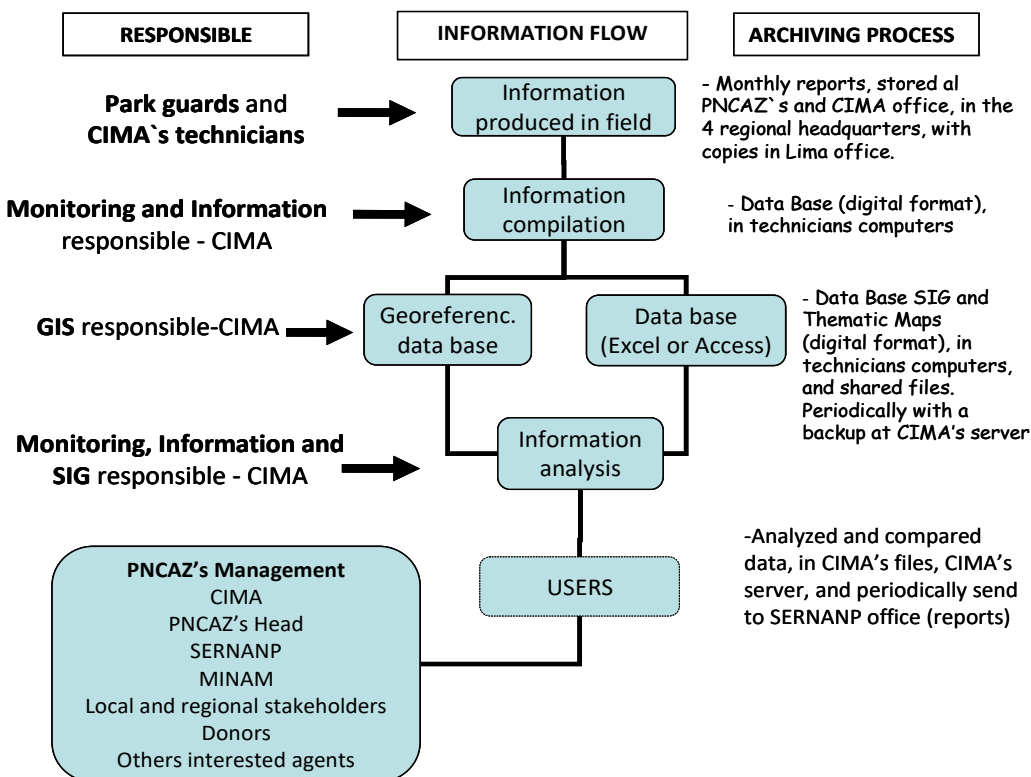 RESPONSIBLE
INFORMATION FLOW
ARCHIVING PROCESS
Park guards and
CIMA`s technicians
Information
produced in field
- Monthly reports, stored al
PNCAZ`s and CIMA office, in the
4 regional headquarters, with
copies in Lima office.
Monitoring and Information
responsible - CIMA
Information
compilation
- Data Base (digital format),
in technicians computers
GIS responsible-CIMA
Georeferenc.
data base
Data base
(Excel or Access)
- Data Base SIG and
Thematic Maps
(digital format), in
technicians computers,
and shared files.
Periodically with a
backup at CIMA’s server
Monitoring, Information and
SIG responsible - CIMA
Information
analysis
PNCAZ’s Management
CIMA
PNCAZ’s Head
SERNANP
MINAM
Local and regional stakeholders
Donors
Others interested agents
USERS
-Analyzed and compared
data, in CIMA’s files, CIMA’s
server, and periodically send
to SERNANP office (reports)